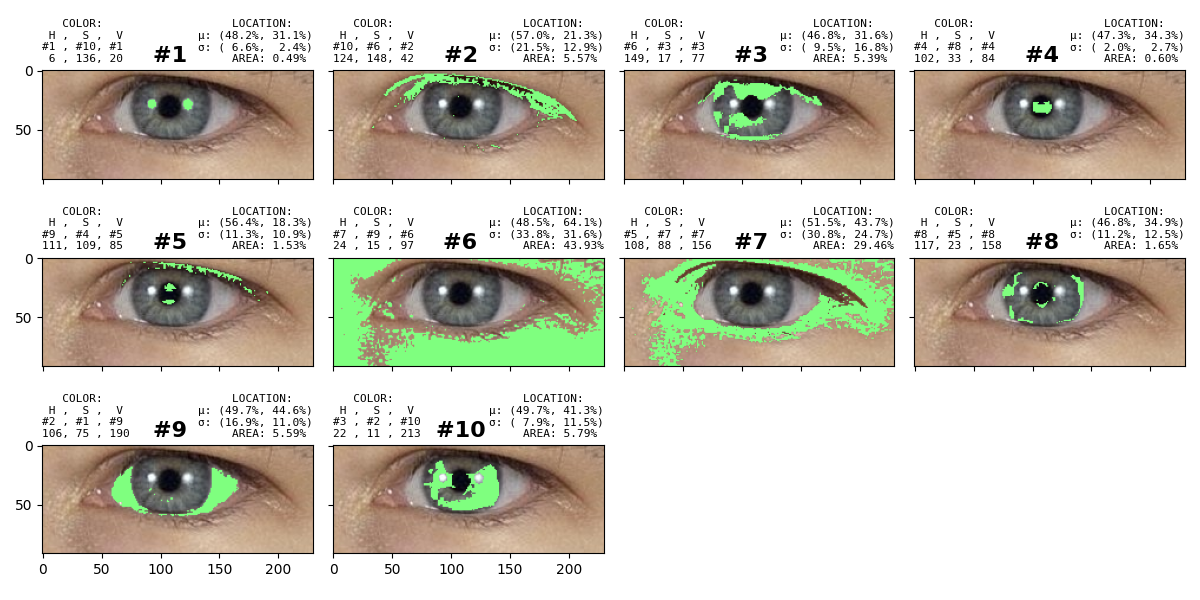 COLOR: LOCATION:
H , S , V μ: (48.2%, 31.1%)
#1 , #10, #1 #1 σ: ( 6.6%, 2.4%)
6 , 136, 20 AREA: 0.49%
COLOR: LOCATION:
H , S , V μ: (57.0%, 21.3%)
#10, #6 , #2 #2 σ: (21.5%, 12.9%)
124, 148, 42 AREA: 5.57%
COLOR: LOCATION:
H , S , V μ: (46.8%, 31.6%)
#6 , #3 , #3 #3 σ: ( 9.5%, 16.8%)
149, 17 , 77 AREA: 5.39%
COLOR: LOCATION:
H , S , V μ: (47.3%, 34.3%)
#4 , #8 , #4 #4 σ: ( 2.0%, 2.7%)
102, 33 , 84 AREA: 0.60%
0
50
COLOR: LOCATION:
H , S , V μ: (56.4%, 18.3%)
#9 , #4 , #5 #5 σ: (11.3%, 10.9%)
111, 109, 85 AREA: 1.53%
COLOR: LOCATION:
H , S , V μ: (48.5%, 64.1%)
#7 , #9 , #6 #6 σ: (33.8%, 31.6%)
24 , 15 , 97 AREA: 43.93%
COLOR: LOCATION:
H , S , V μ: (51.5%, 43.7%)
#5 , #7 , #7 #7 σ: (30.8%, 24.7%)
108, 88 , 156 AREA: 29.46%
COLOR: LOCATION:
H , S , V μ: (46.8%, 34.9%)
#8 , #5 , #8 #8 σ: (11.2%, 12.5%)
117, 23 , 158 AREA: 1.65%
0
50
COLOR: LOCATION:
H , S , V μ: (49.7%, 44.6%)
#2 , #1 , #9 #9 σ: (16.9%, 11.0%)
106, 75 , 190 AREA: 5.59%
COLOR: LOCATION:
H , S , V μ: (49.7%, 41.3%)
#3 , #2 , #10 #10 σ: ( 7.9%, 11.5%)
22 , 11 , 213 AREA: 5.79%
0
50
0 50 100 150 200
0 50 100 150 200